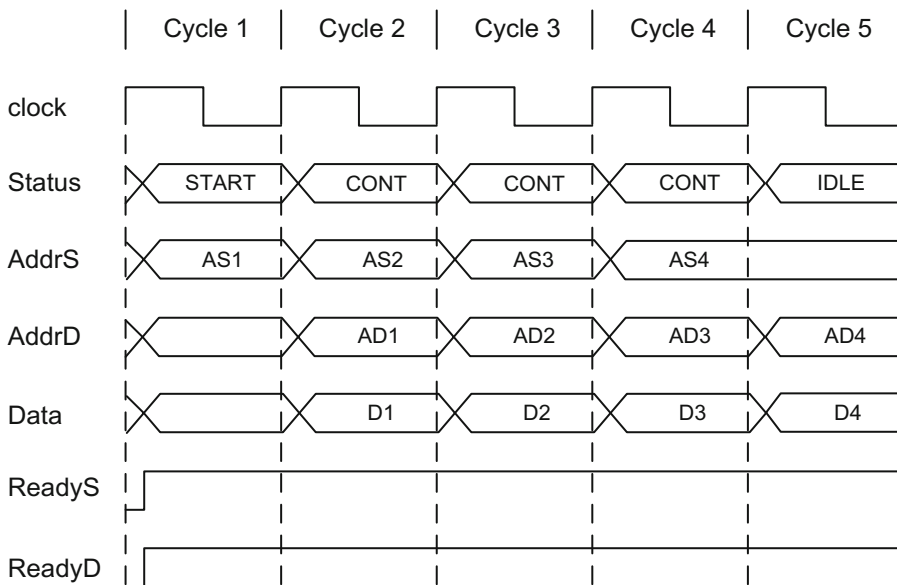 Cycle 1 Cycle 2 Cycle 3 Cycle 4 Cycle 5
clock
Status START CONT CONT CONT IDLE
AddrS AS1 AS2 AS3 AS4
AddrD AD1 AD2 AD3 AD4
Data D1 D2 D3 D4
ReadyS
ReadyD